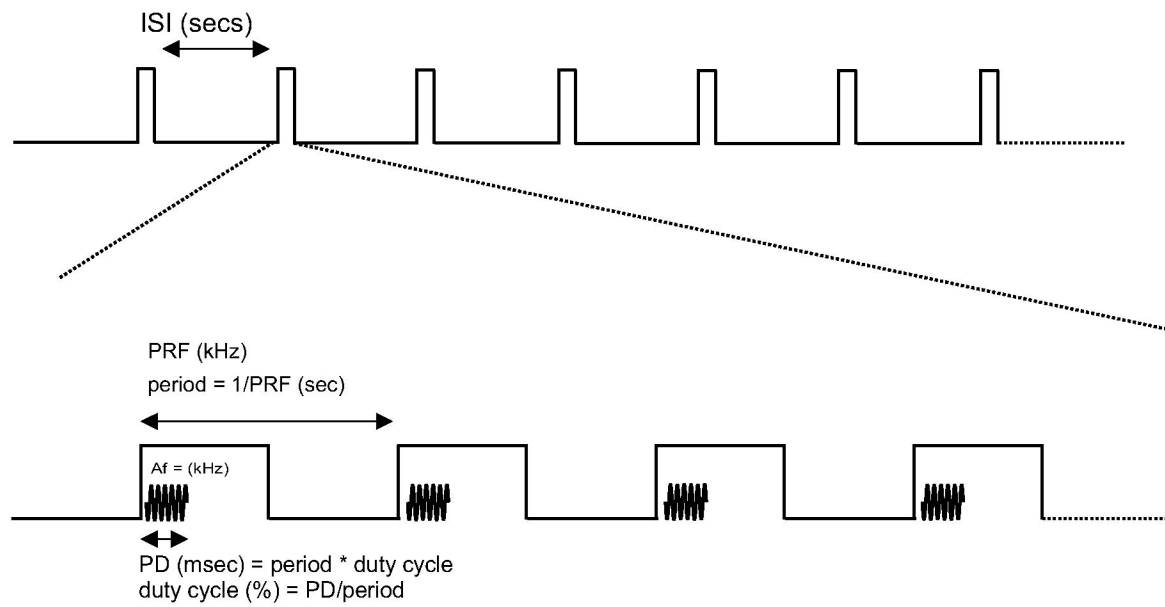 ISI (secs)
PRF (kHz)
period = 1/PRF (sec)
Af = (kHz)
PD (msec) = period * duty cycle
duty cycle (%) = PD/period